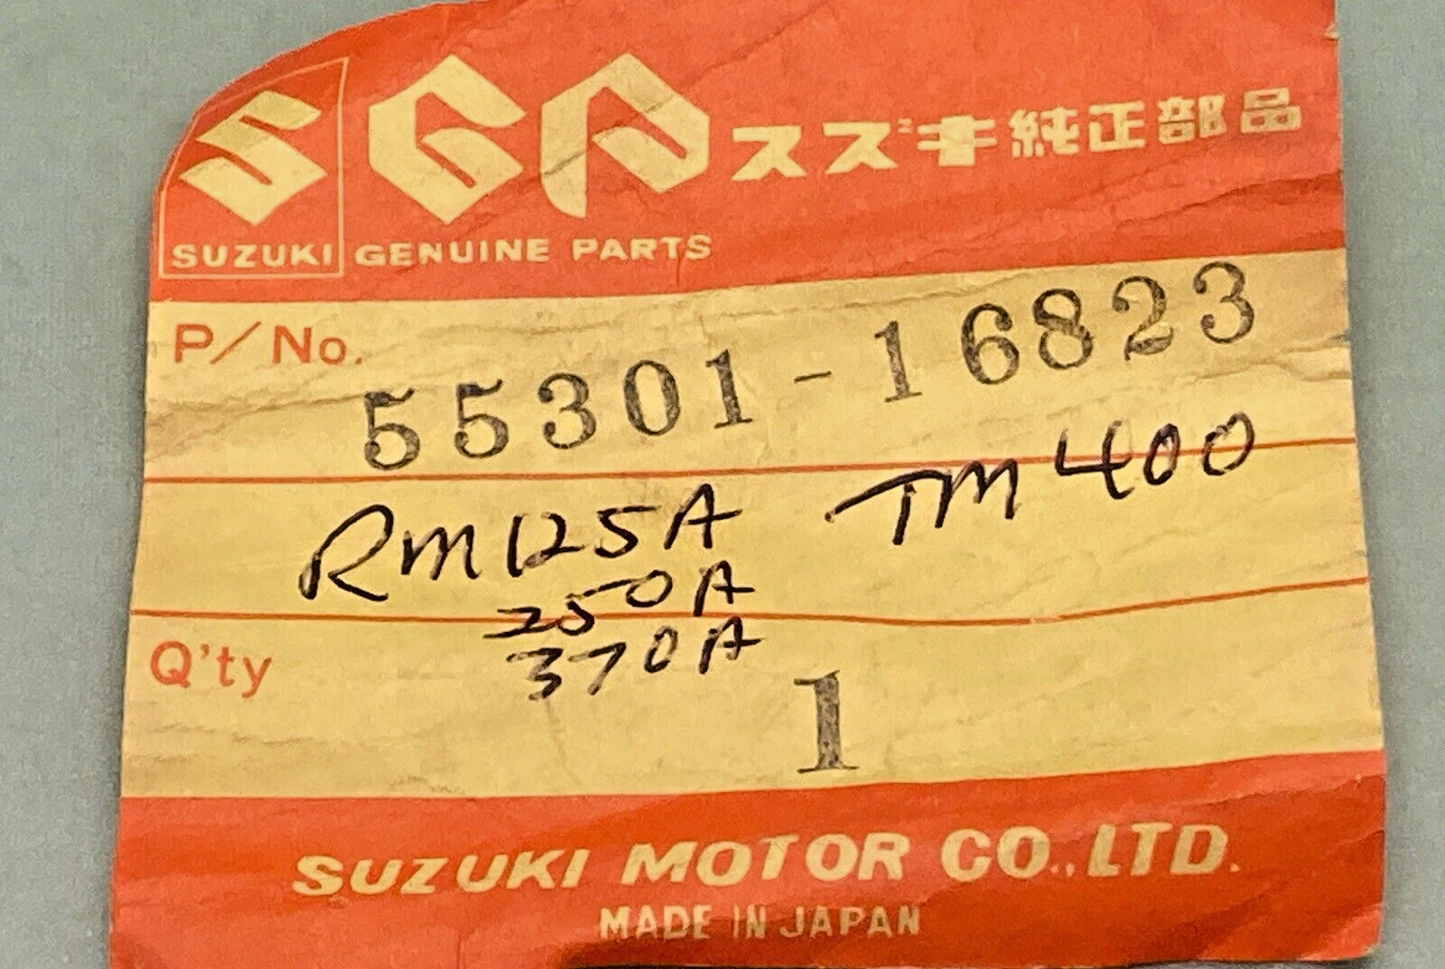 SGP スズキ純正部品
SUZUKI GENUINE PARTS
P/No.
55301-16823
RM125A TM400
250A
370A
Q'ty
1
SUZUKI MOTOR CO.,LTD.
MADE IN JAPAN